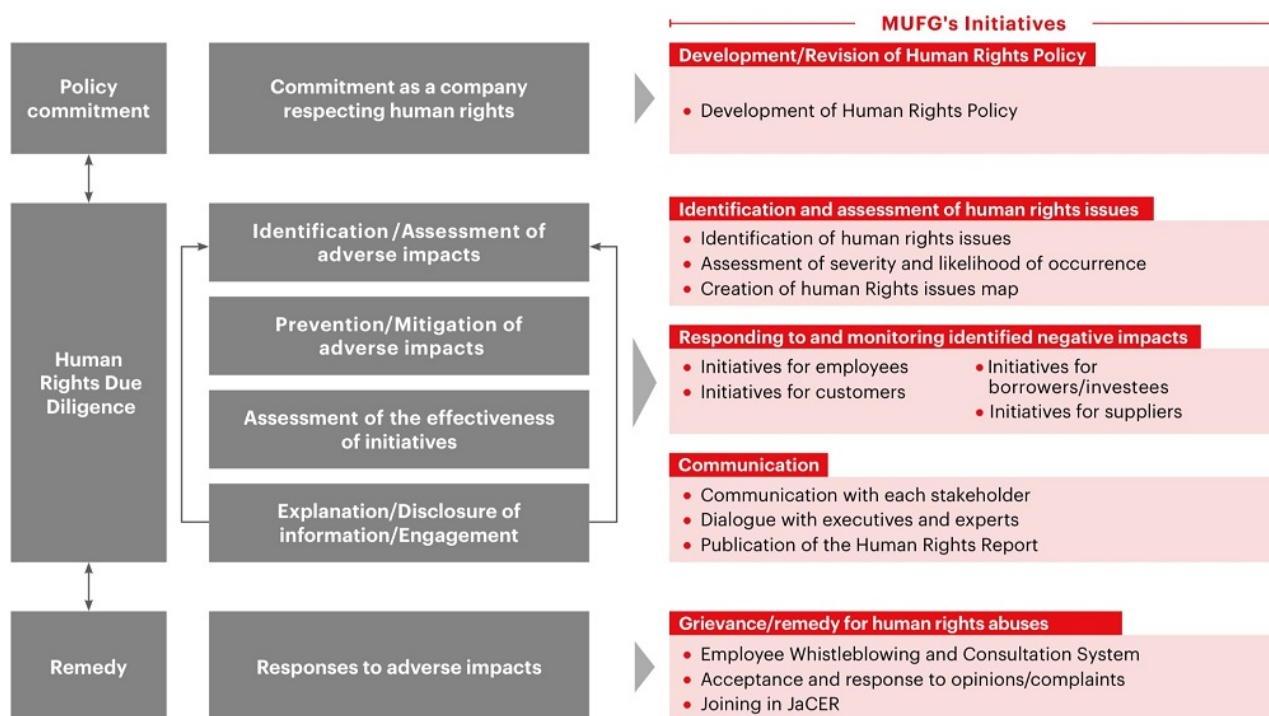 MUFG's Initiatives
Policy
commitment
Commitment as a company
respecting human rights
Development/Revision of Human Rights Policy
• Development of Human Rights Policy
Human
Rights Due
Diligence
Identification /Assessment of
adverse impacts
Prevention/Mitigation of
adverse impacts
Assessment of the effectiveness
of initiatives
Explanation/Disclosure of
information/Engagement
Identification and assessment of human rights issues
• Identification of human rights issues
• Assessment of severity and likelihood of occurrence
• Creation of human Rights issues map
Responding to and monitoring identified negative impacts
• Initiatives for employees
• Initiatives for customers
• Initiatives for
borrowers/investees
• Initiatives for suppliers
Communication
• Communication with each stakeholder
• Dialogue with executives and experts
• Publication of the Human Rights Report
Remedy
Responses to adverse impacts
Grievance/remedy for human rights abuses
• Employee Whistleblowing and Consultation System
• Acceptance and response to opinions/complaints
• Joining in JaCER